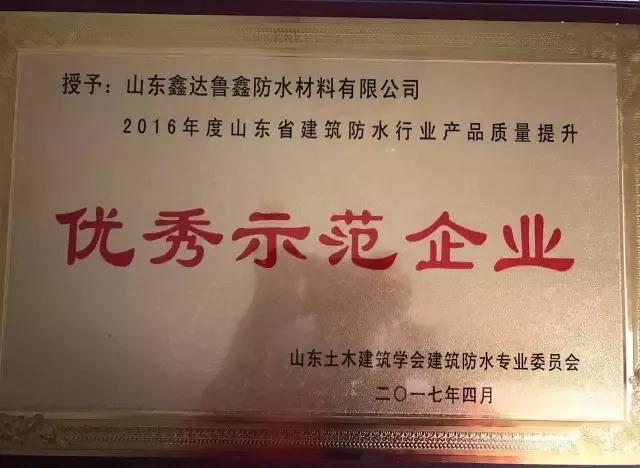 授予：山东鑫达鲁鑫防水材料有限公司
2016年度山东省建筑防水行业产品质量提升
优秀示范企业
山东土木建筑学会建筑防水专业委员会
二〇一七年四月